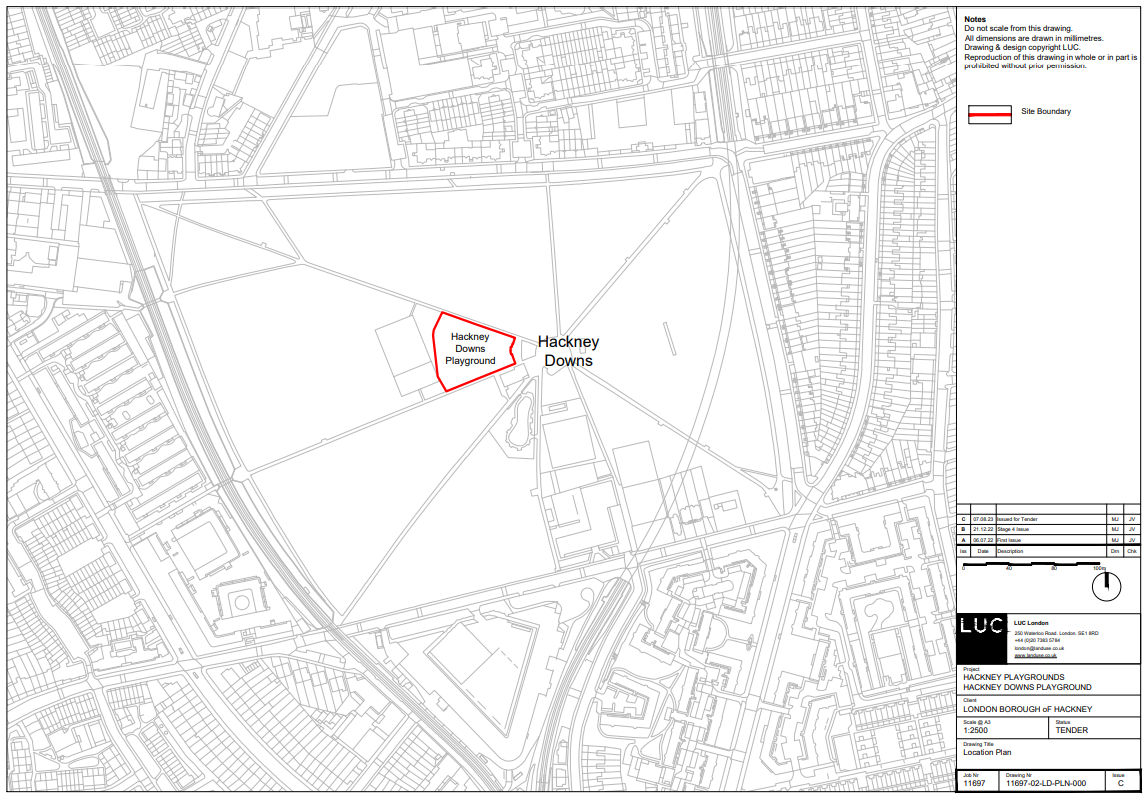 Hackney
Downs
Playground
Hackney
Downs
Notes
Do not scale from this drawing.
All dimensions are drawn in millimetres.
Drawing & design copyright LUC.
Reproduction of this drawing in whole or in part is
prohibited without prior permission.
Site Boundary
C 07.08.23 Issued for Tender MJ JV
B 21.12.22 Stage 4 Issue MJ JV
A 06.07.22 First Issue MJ JV
Iss Date Description Drn Chk
0 40 80 100m
LUC
LUC London
250 Waterloo Road, London. SE1 8RD
+44 (0)20 7383 5784
london@landuse.co.uk
www.landuse.co.uk
Project
HACKNEY PLAYGROUNDS
HACKNEY DOWNS PLAYGROUND
Client
LONDON BOROUGH oF HACKNEY
Scale @ A3 Status
1:2500 TENDER
Drawing Title
Location Plan
Job Nr Drawing Nr Issue
11697 11697-02-LD-PLN-000 C